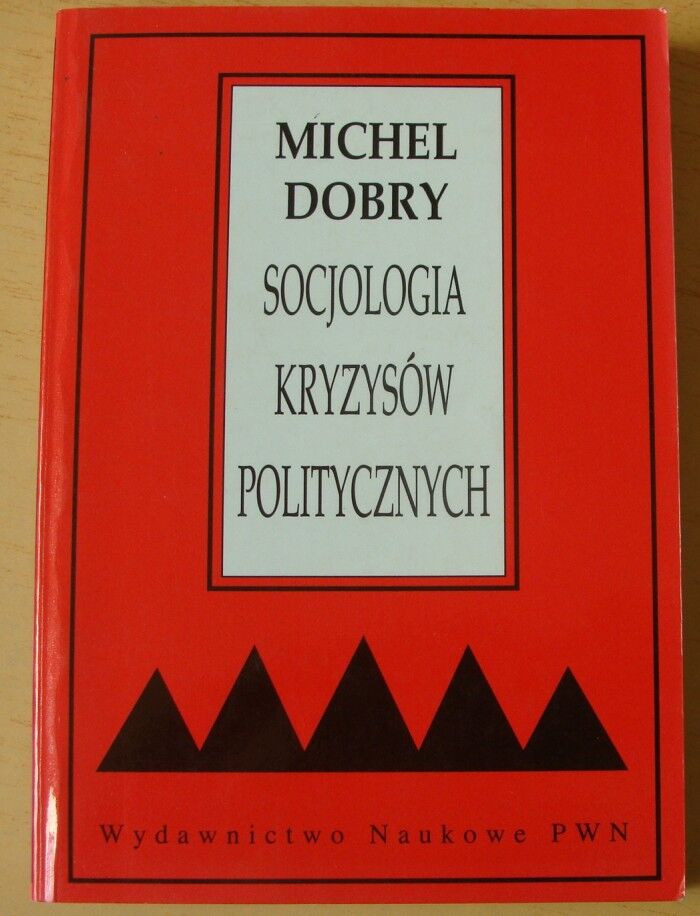 MICHEL
DOBRY
SOCJOLOGIA
KRYZYSÓW
POLITYCZNYCH
Wydawnictwo Naukowe PWN